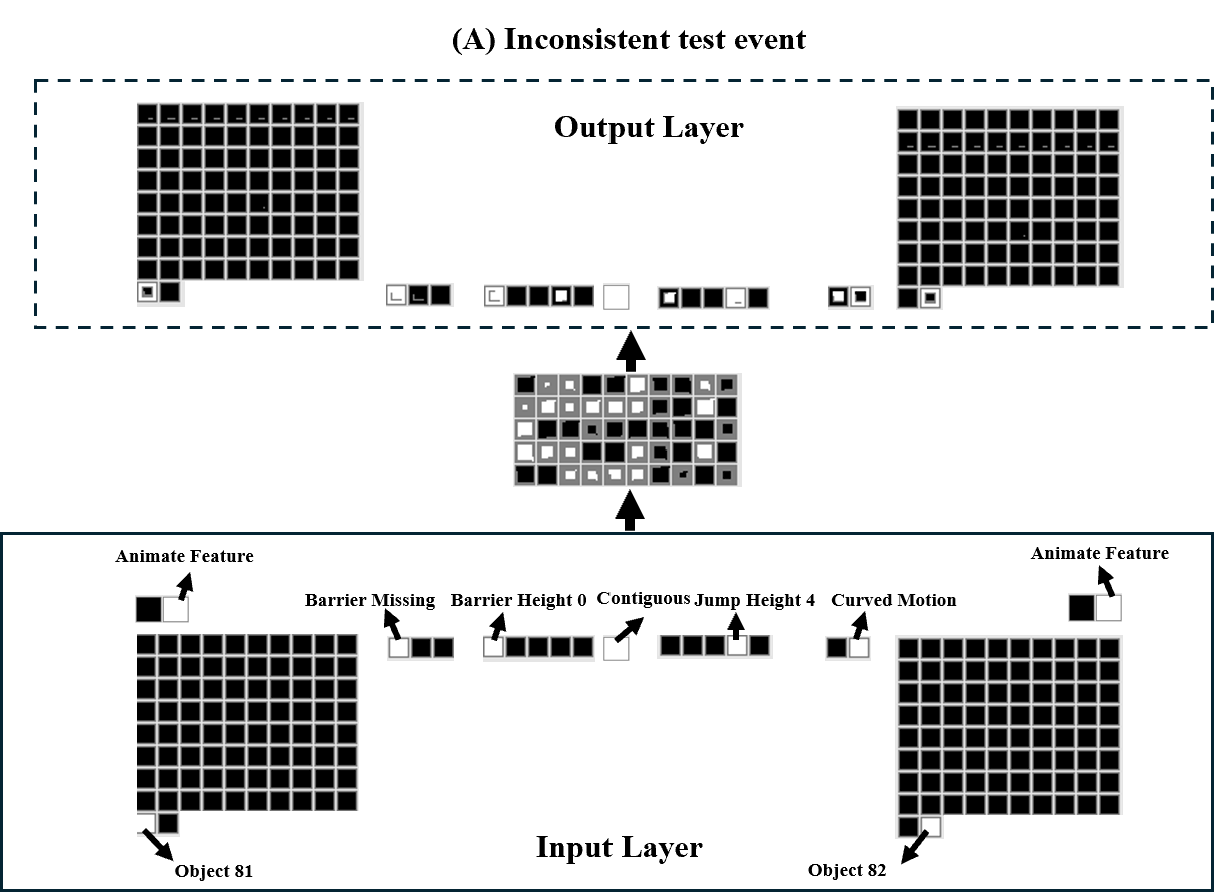 (A) Inconsistent test event
Output Layer
Animate Feature
Animate Feature
Barrier Missing
Barrier Height 0
Contiguous
Jump Height 4
Curved Motion
Input Layer
Object 81
Object 82